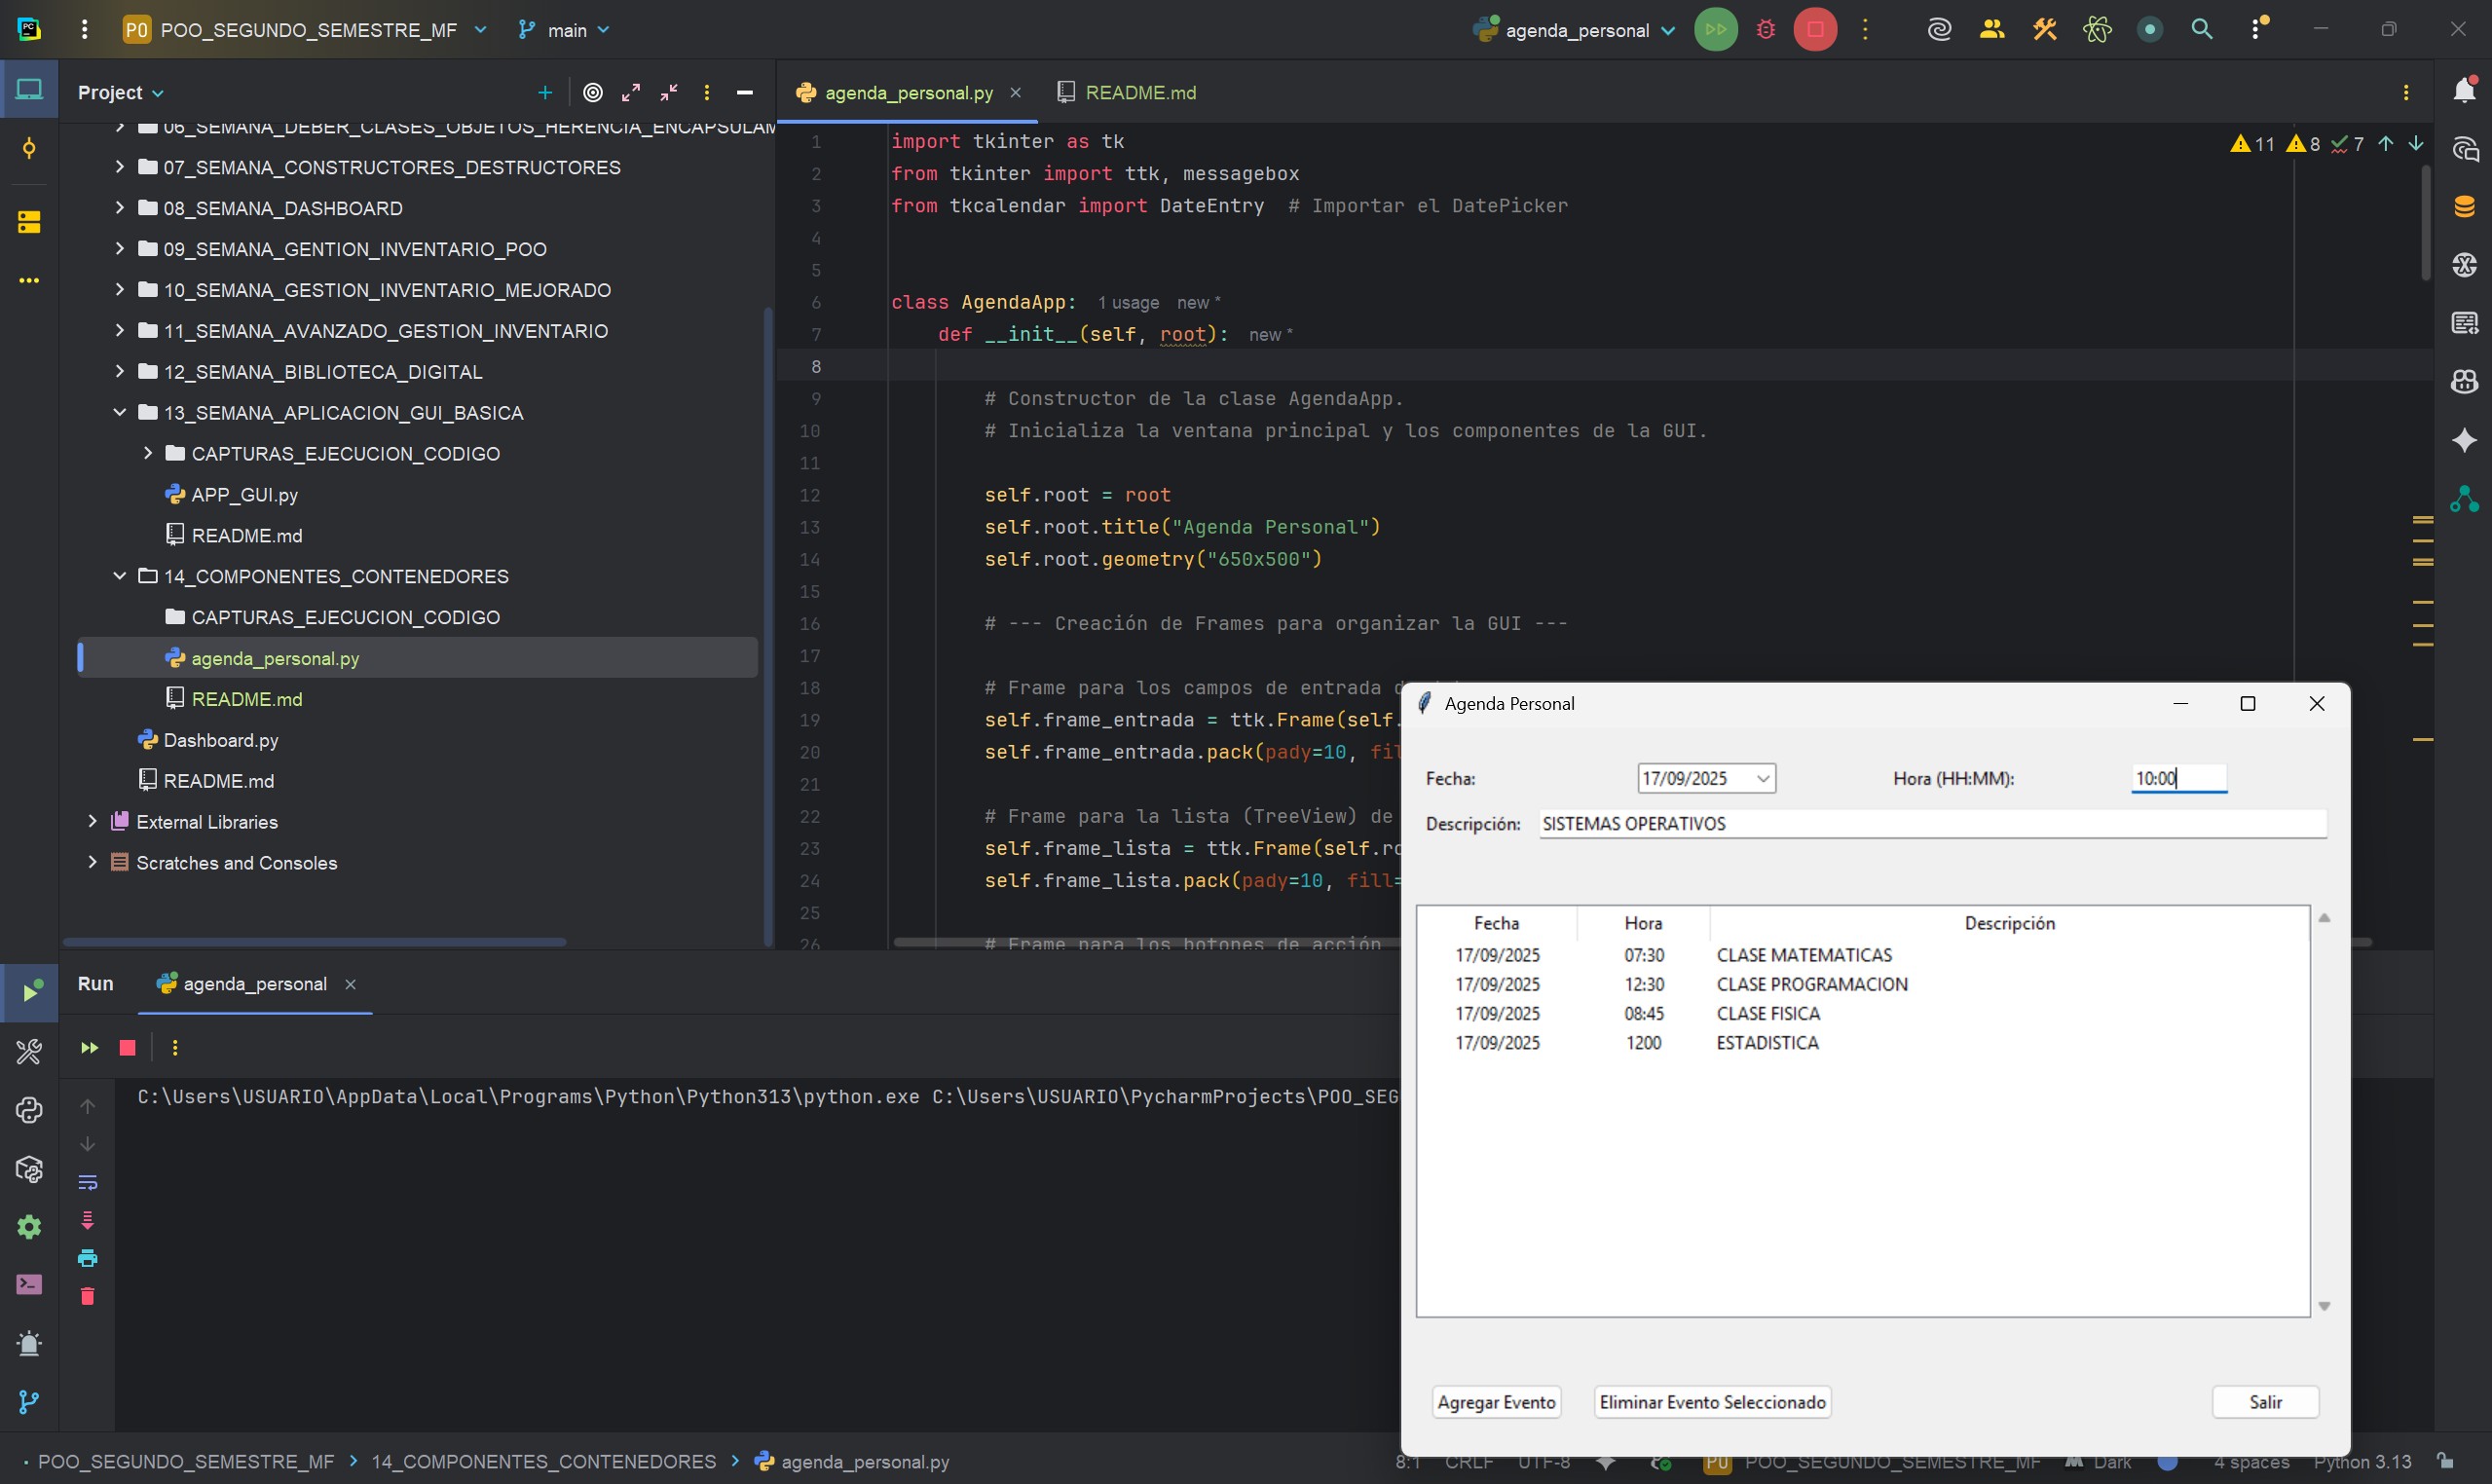 PC PO POO_SEGUNDO_SEMESTRE_MF main agenda_personal
Project
06_SEMANA_DEBER_CLASES_OBJETOS_HERENCIA_ENCAPSULAM
07_SEMANA_CONSTRUCTORES_DESTRUCTORES
08_SEMANA_DASHBOARD
09_SEMANA_GESTION_INVENTARIO_POO
10_SEMANA_GESTION_INVENTARIO_MEJORADO
11_SEMANA_AVANZADO_GESTION_INVENTARIO
12_SEMANA_BIBLIOTECA_DIGITAL
13_SEMANA_APLICACION_GUI_BASICA
CAPTURAS_EJECUCION_CODIGO
APP_GUI.py
README.md
14_COMPONENTES_CONTENEDORES
CAPTURAS_EJECUCION_CODIGO
agenda_personal.py
README.md
Dashboard.py
README.md
External Libraries
Scratches and Consoles
agenda_personal.py README.md
11 8 7
1 import tkinter as tk
2 from tkinter import ttk, messagebox
3 from tkcalendar import DateEntry # Importar el DatePicker
4
5
6 class AgendaApp: 1 usage new *
7 def __init__(self, root): new *
8
9 # Constructor de la clase AgendaApp.
10 # Inicializa la ventana principal y los componentes de la GUI.
11
12 self.root = root
13 self.root.title("Agenda Personal")
14 self.root.geometry("650x500")
15
16 # --- Creación de Frames para organizar la GUI ---
17
18 # Frame para los campos de entrada
19 self.frame_entrada = ttk.Frame(self.
20 self.frame_entrada.pack(pady=10, fil
21
22 # Frame para la lista (TreeView) de
23 self.frame_lista = ttk.Frame(self.ro
24 self.frame_lista.pack(pady=10, fill=
25
26 # Frame para los botones de acción
Run agenda_personal
C:\Users\USUARIO\AppData\Local\Programs\Python\Python313\python.exe C:\Users\USUARIO\PycharmProjects\POO_SEG
Agenda Personal
Fecha: 17/09/2025 Hora (HH:MM): 10:00
Descripción: SISTEMAS OPERATIVOS
Fecha Hora Descripción
17/09/2025 07:30 CLASE MATEMATICAS
17/09/2025 12:30 CLASE PROGRAMACION
17/09/2025 08:45 CLASE FISICA
17/09/2025 1200 ESTADISTICA
Agregar Evento Eliminar Evento Seleccionado Salir
POO_SEGUNDO_SEMESTRE_MF 14_COMPONENTES_CONTENEDORES agenda_personal.py 8:1 CRLF UTF-8 PO POO_SEGUNDO_SEMESTRE_MF Dark 4 spaces Python 3.13